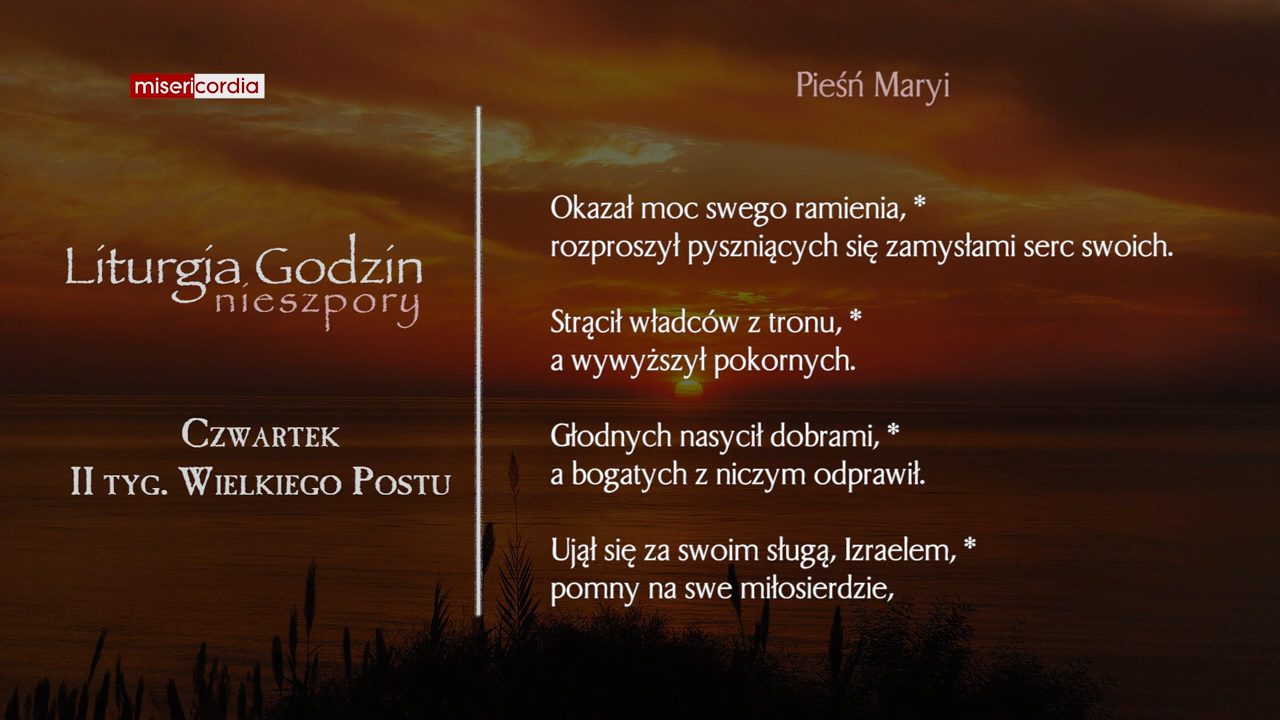 misericordia
Liturgia Godzin
nieszpory
Czwartek
II tyg. Wielkiego Postu
Pieśń Maryi
Okazał moc swego ramienia, *
rozproszył pyszniących się zamysłami serc swoich.
Strącił władców z tronu, *
a wywyższył pokornych.
Głodnych nasycił dobrami, *
a bogatych z niczym odprawił.
Ujął się za swoim sługą, Izraelem, *
pomny na swe miłosierdzie,